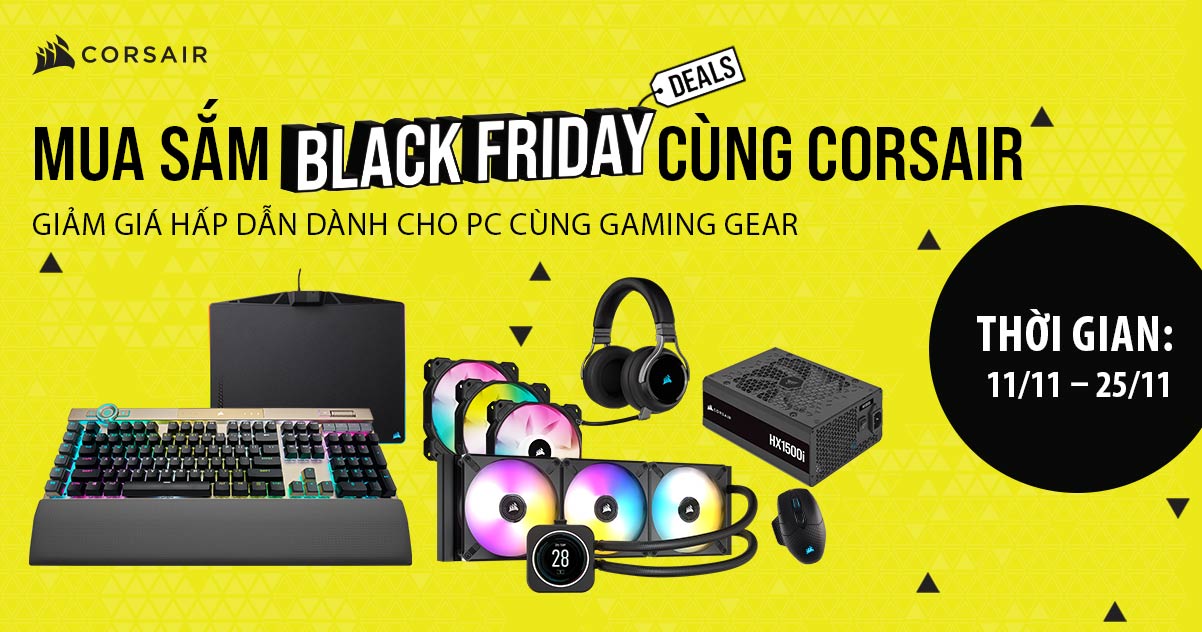 CORSAIR
DEALS
MUA SẮM BLACK FRIDAY CÙNG CORSAIR
GIẢM GIÁ HẤP DẪN DÀNH CHO PC CÙNG GAMING GEAR
THỜI GIAN:
11/11 – 25/11
CORSAIR
HX1500i
28